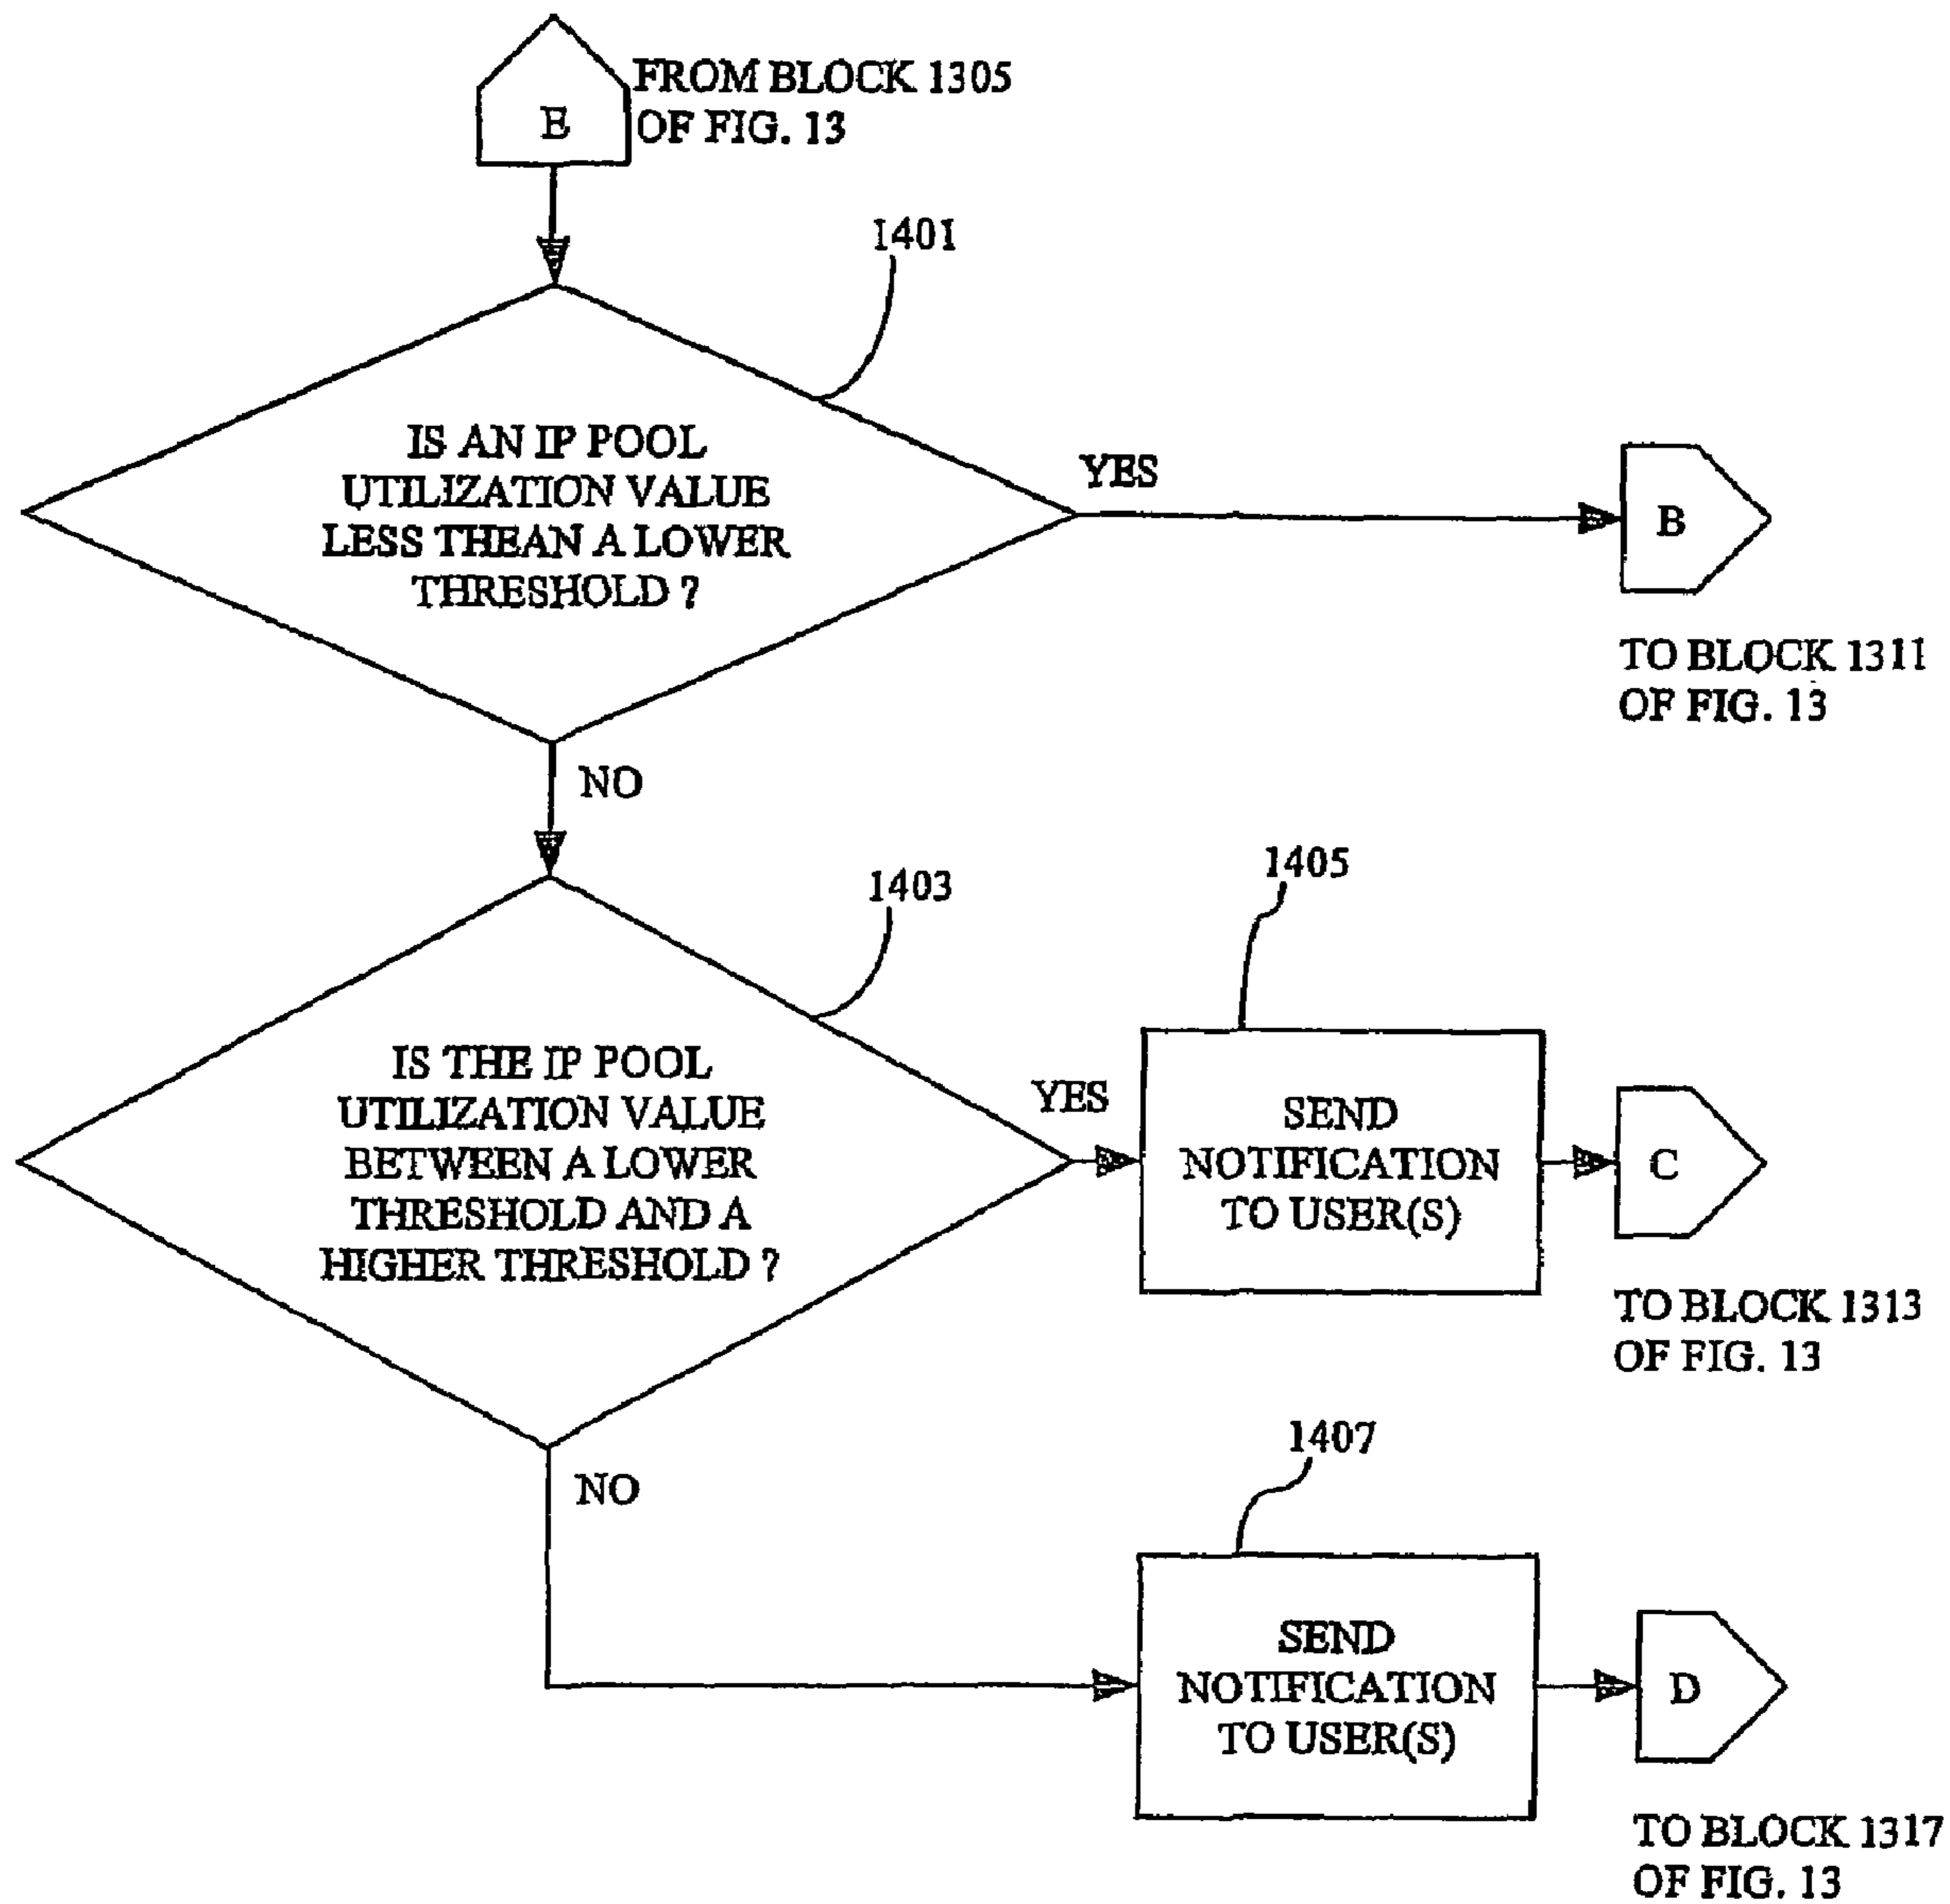 E
FROM BLOCK 1305
OF FIG. 13
1401
IS AN IP POOL
UTILIZATION VALUE
LESS THEAN A LOWER
THRESHOLD ?
YES
B
TO BLOCK 1311
OF FIG. 13
NO
1403
1405
IS THE IP POOL
UTILIZATION VALUE
BETWEEN A LOWER
THRESHOLD AND A
HIGHER THRESHOLD ?
YES
SEND
NOTIFICATION
TO USER(S)
C
TO BLOCK 1313
OF FIG. 13
NO
1407
SEND
NOTIFICATION
TO USER(S)
D
TO BLOCK 1317
OF FIG. 13